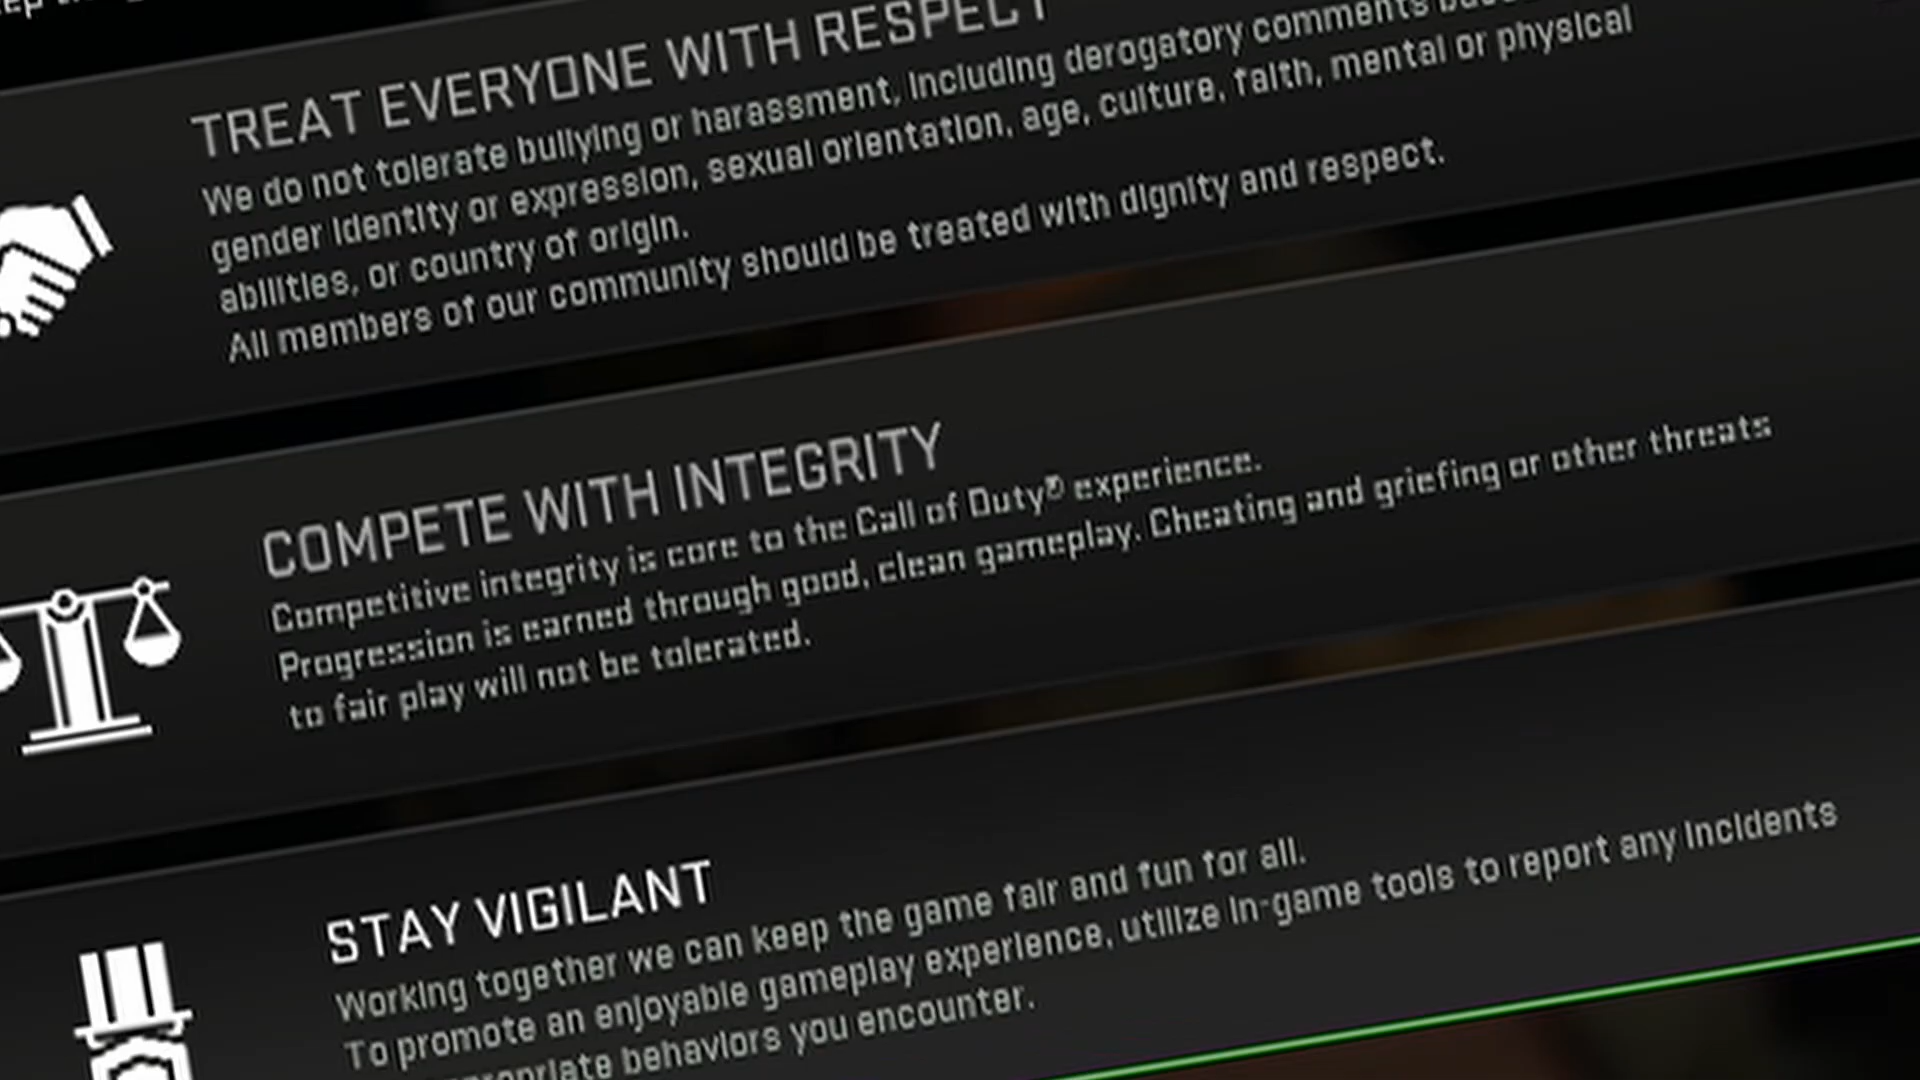 TREAT EVERYONE WITH RESPECT
We do not tolerate bullying or harassment, including derogatory comments
gender identity or expression, sexual orientation, age, culture, faith, mental or physical
abilities, or country of origin.
All members of our community should be treated with dignity and respect.
COMPETE WITH INTEGRITY
Competitive integrity is core to the Call of Duty® experience.
Progression is earned through good, clean gameplay. Cheating and griefing or other threats
to fair play will not be tolerated.
STAY VIGILANT
Working together we can keep the game fair and fun for all.
To promote an enjoyable gameplay experience, utilize in-game tools to report any incidents
behaviors you encounter.